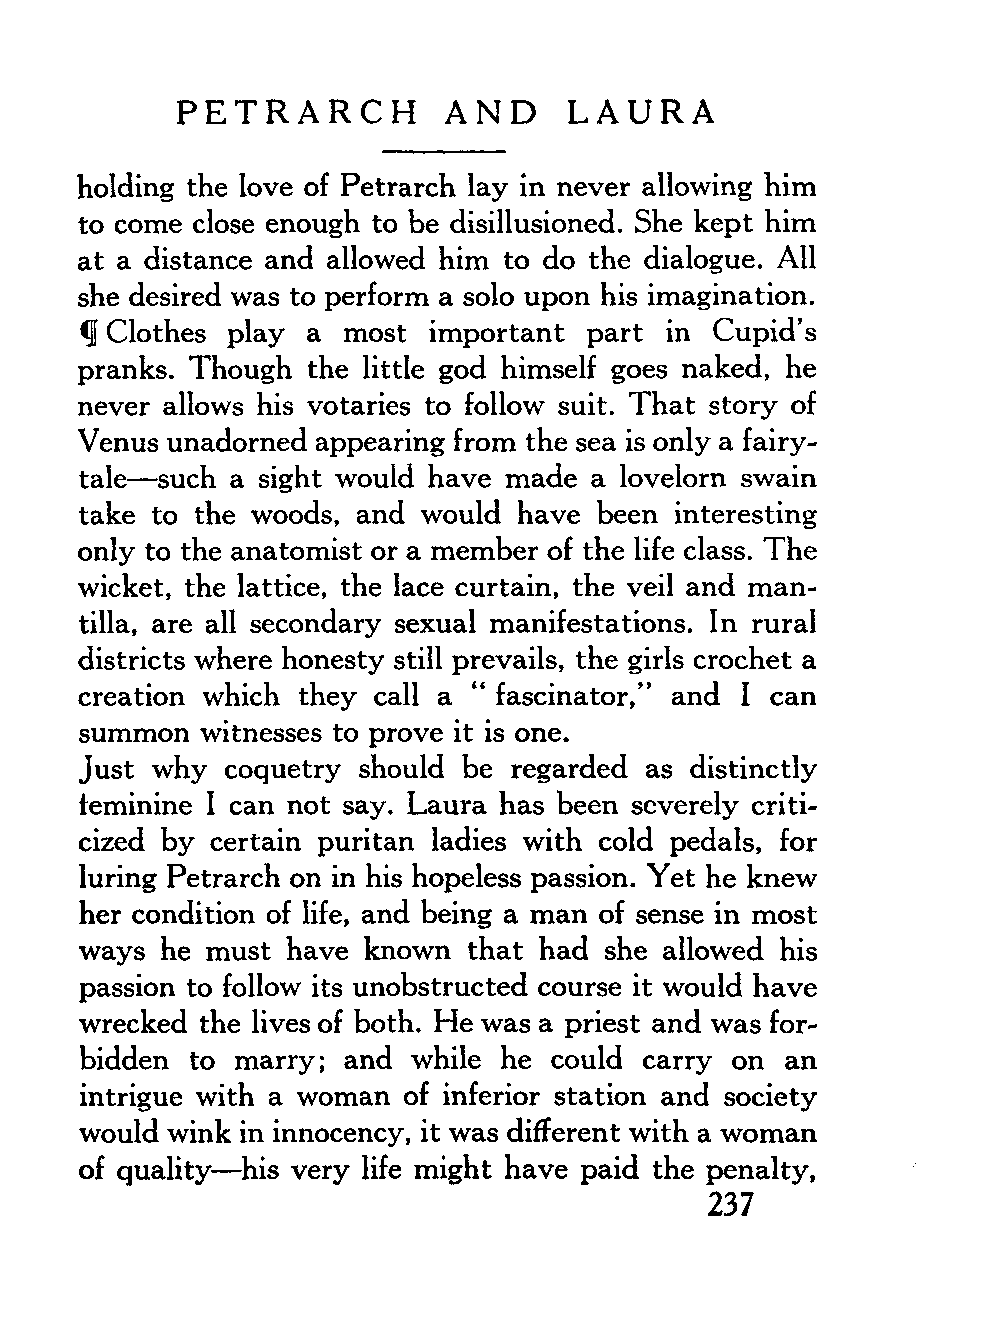 PETRARCH AND LAURA
holding the love of Petrarch lay in never allowing him
to come close enough to be disillusioned. She kept him
at a distance and allowed him to do the dialogue. All
she desired was to perform a solo upon his imagination.
¶ Clothes play a most important part in Cupid's
pranks. Though the little god himself goes naked, he
never allows his votaries to follow suit. That story of
Venus unadorned appearing from the sea is only a fairy-
tale—such a sight would have made a lovelorn swain
take to the woods, and would have been interesting
only to the anatomist or a member of the life class. The
wicket, the lattice, the lace curtain, the veil and man-
tilla, are all secondary sexual manifestations. In rural
districts where honesty still prevails, the girls crochet a
creation which they call a “ fascinator,” and I can
summon witnesses to prove it is one.
Just why coquetry should be regarded as distinctly
feminine I can not say. Laura has been severely criti-
cized by certain puritan ladies with cold pedals, for
luring Petrarch on in his hopeless passion. Yet he knew
her condition of life, and being a man of sense in most
ways he must have known that had she allowed his
passion to follow its unobstructed course it would have
wrecked the lives of both. He was a priest and was for-
bidden to marry; and while he could carry on an
intrigue with a woman of inferior station and society
would wink in innocency, it was different with a woman
of quality—his very life might have paid the penalty,
237